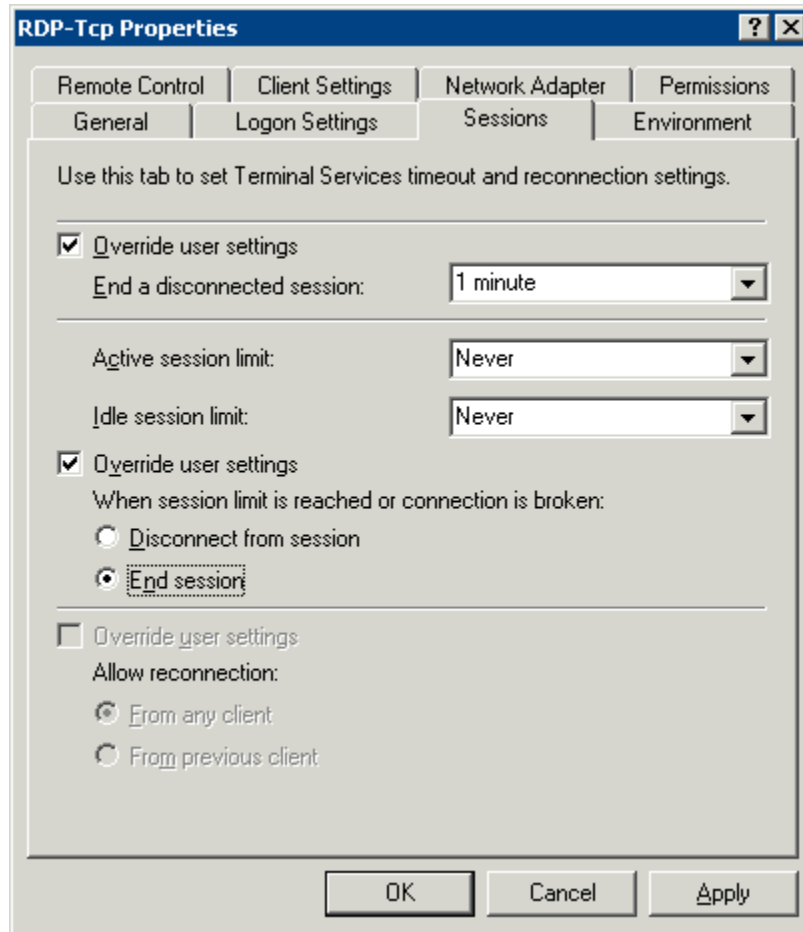 RDP-Tcp Properties
Remote Control Client Settings Network Adapter Permissions
General Logon Settings Sessions Environment
Use this tab to set Terminal Services timeout and reconnection settings.
Override user settings
End a disconnected session: 1 minute
Active session limit: Never
Idle session limit: Never
Override user settings
When session limit is reached or connection is broken:
Disconnect from session
End session
Override user settings
Allow reconnection:
From any client
From previous client
OK Cancel Apply